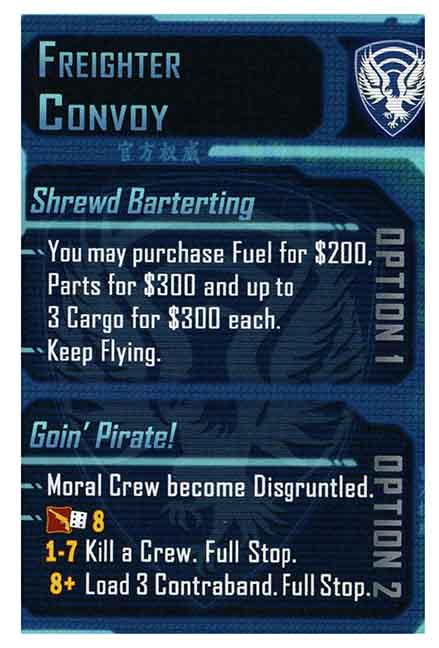 Freighter
Convoy
官方权威
Shrewd Barterting
You may purchase Fuel for $200,
Parts for $300 and up to
3 Cargo for $300 each.
Keep Flying.
OPTION 1
Goin' Pirate!
Moral Crew become Disgruntled.
8
1-7 Kill a Crew. Full Stop.
8+ Load 3 Contraband. Full Stop.
OPTION 2